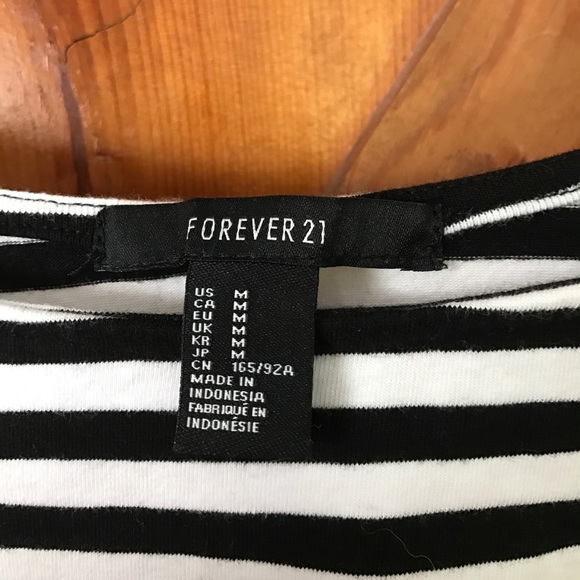 FOREVER 21
US M
CA M
EU M
UK M
KR M
JP M
CN 165/92A
MADE IN
INDONESIA
FABRIQUÉ EN
INDONÉSIE